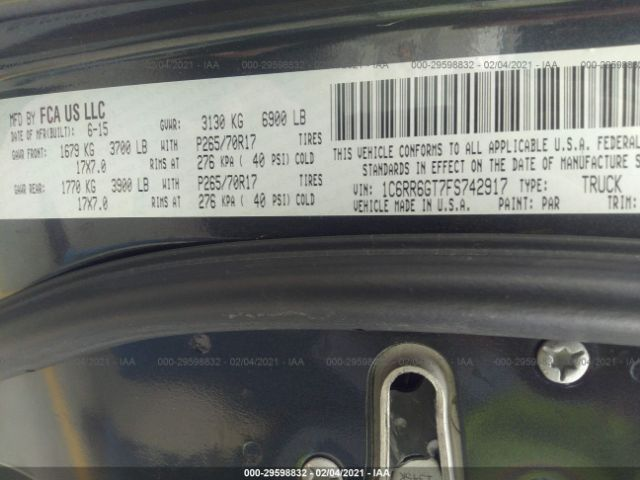 000-29598832 - 02/04/2021 - IAA
MFD BY FCA US LLC
DATE OF MFR(BUILT): 6-15 GVWR: 3130 KG 6900 LB
GAWR FRONT: 1679 KG 3700 LB P265/70R17 TIRES
17X7.0 RIMS AT 276 KPA ( 40 PSI) COLD
GAWR REAR: 1770 KG 3900 LB P265/70R17 TIRES
17X7.0 RIMS AT 276 KPA ( 40 PSI) COLD
THIS VEHICLE CONFORMS TO ALL APPLICABLE U.S.A. FEDERAL
STANDARDS IN EFFECT ON THE DATE OF MANUFACTURE S
VIN: 1C6RR6GT7FS742917 TYPE: TRUCK
VEHICLE MADE IN U.S.A. PAINT: PAR TRIM:
000-29598832 - 02/04/2021 - IAA
000-29598832 - 02/04/2021 - IAA